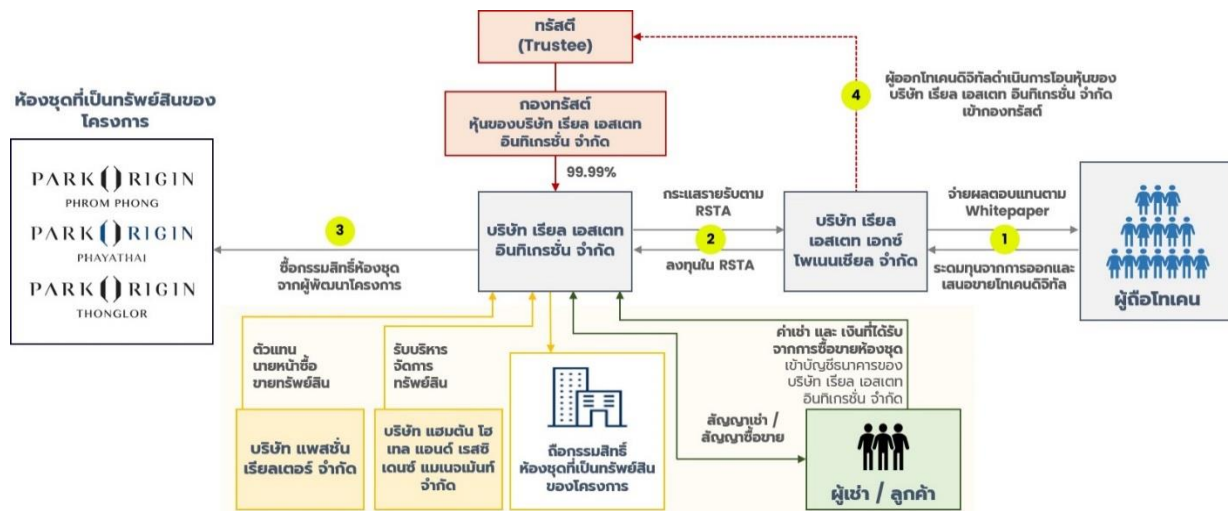 ทรัสตี
(Trustee)
กองทรัสต์
หุ้นของบริษัท เรียล เอสเตท
อินทิเกรชั่น จำกัด
99.99%
4
ผู้ออกโทเคนดิจิทัลดำเนินการโอนหุ้นของ
บริษัท เรียล เอสเตท อินทิเกรชั่น จำกัด
เข้ากองทรัสต์
ห้องชุดที่เป็นทรัพย์สินของ
โครงการ
PARK ORIGIN
PHROM PHONG
PARK ORIGIN
PHAYATHAI
PARK ORIGIN
THONGLOR
3
ซื้อกรรมสิทธิ์ห้องชุด
จากผู้พัฒนาโครงการ
บริษัท เรียล เอสเตท
อินทิเกรชั่น จำกัด
กระแสรายรับตาม
RSTA
2
ลงทุนใน RSTA
บริษัท เรียล
เอสเตท เอกซ์
โพเนนเชียล จำกัด
จ่ายผลตอบแทนตาม
Whitepaper
1
ระดมทุนจากการออกและ
เสนอขายโทเคนดิจิทัล
ผู้ถือโทเคน
ตัวแทน
นายหน้าซื้อ
ขายทรัพย์สิน
รับบริหาร
จัดการ
ทรัพย์สิน
บริษัท แพสชั่น
เรียลเตอร์ จำกัด
บริษัท แฮมตัน โฮ
เทล แอนด์ เรสซิ
เดนซ์ แมเนจเม้นท์
จำกัด
ถือกรรมสิทธิ์
ห้องชุดที่เป็นทรัพย์สิน
ของโครงการ
สัญญาเช่า /
สัญญาซื้อขาย
ค่าเช่า และ เงินที่ได้รับ
จากการซื้อขายห้องชุด
เข้าบัญชีธนาคารของ
บริษัท เรียล เอสเตท
อินทิเกรชั่น จำกัด
ผู้เช่า / ลูกค้า